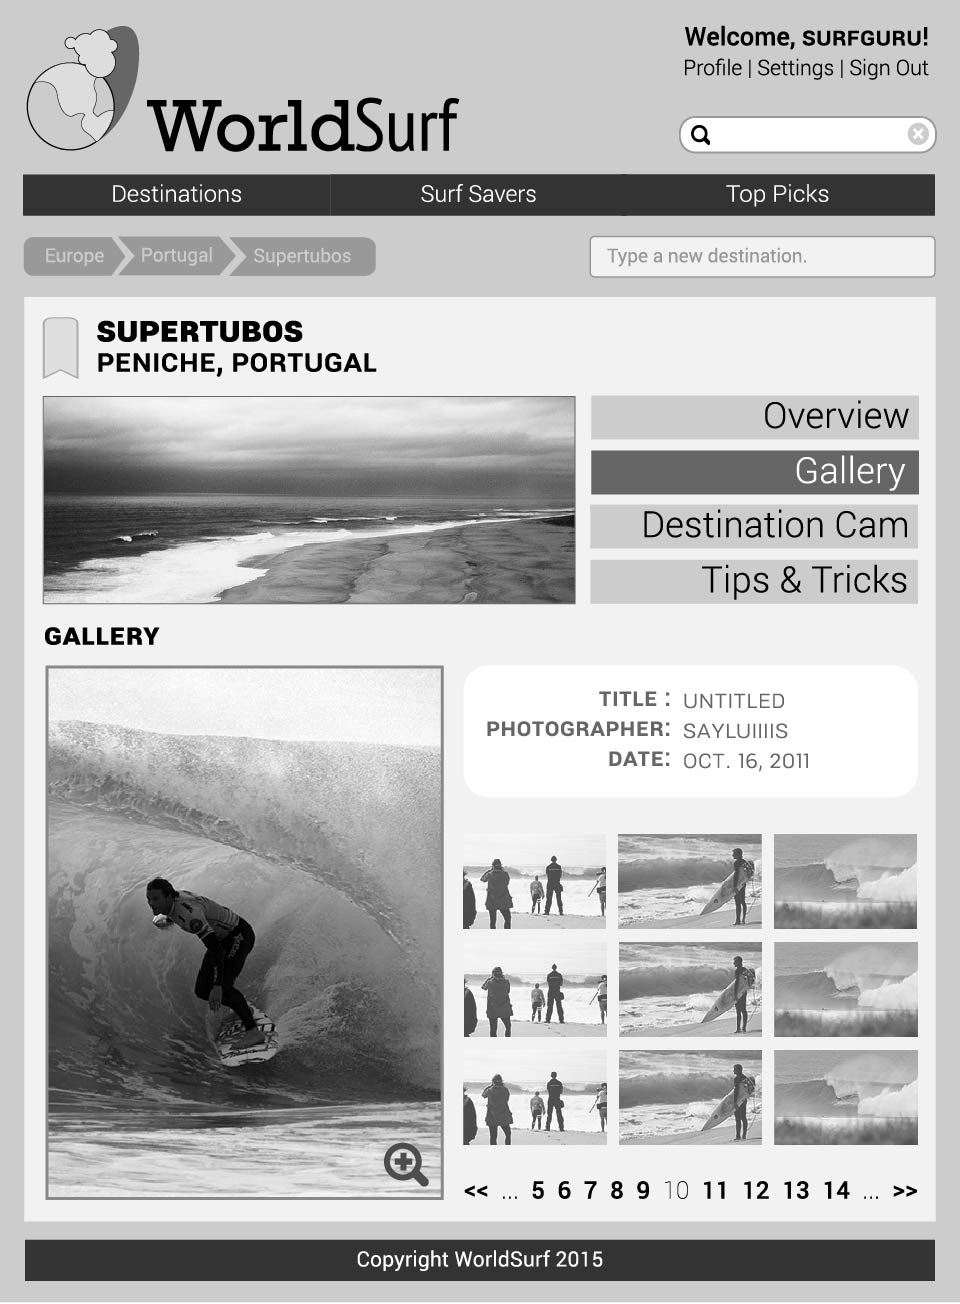 Welcome, SURFGURU!
Profile | Settings | Sign Out
WorldSurf
Destinations
Surf Savers
Top Picks
Europe
Portugal
Supertubos
Type a new destination.
SUPERTUBOS
PENICHE, PORTUGAL
Overview
Gallery
Destination Cam
Tips & Tricks
GALLERY
TITLE : UNTITLED
PHOTOGRAPHER: SAYLUIIIIS
DATE: OCT. 16, 2011
<< ... 5 6 7 8 9 10 11 12 13 14 ... >>
Copyright WorldSurf 2015